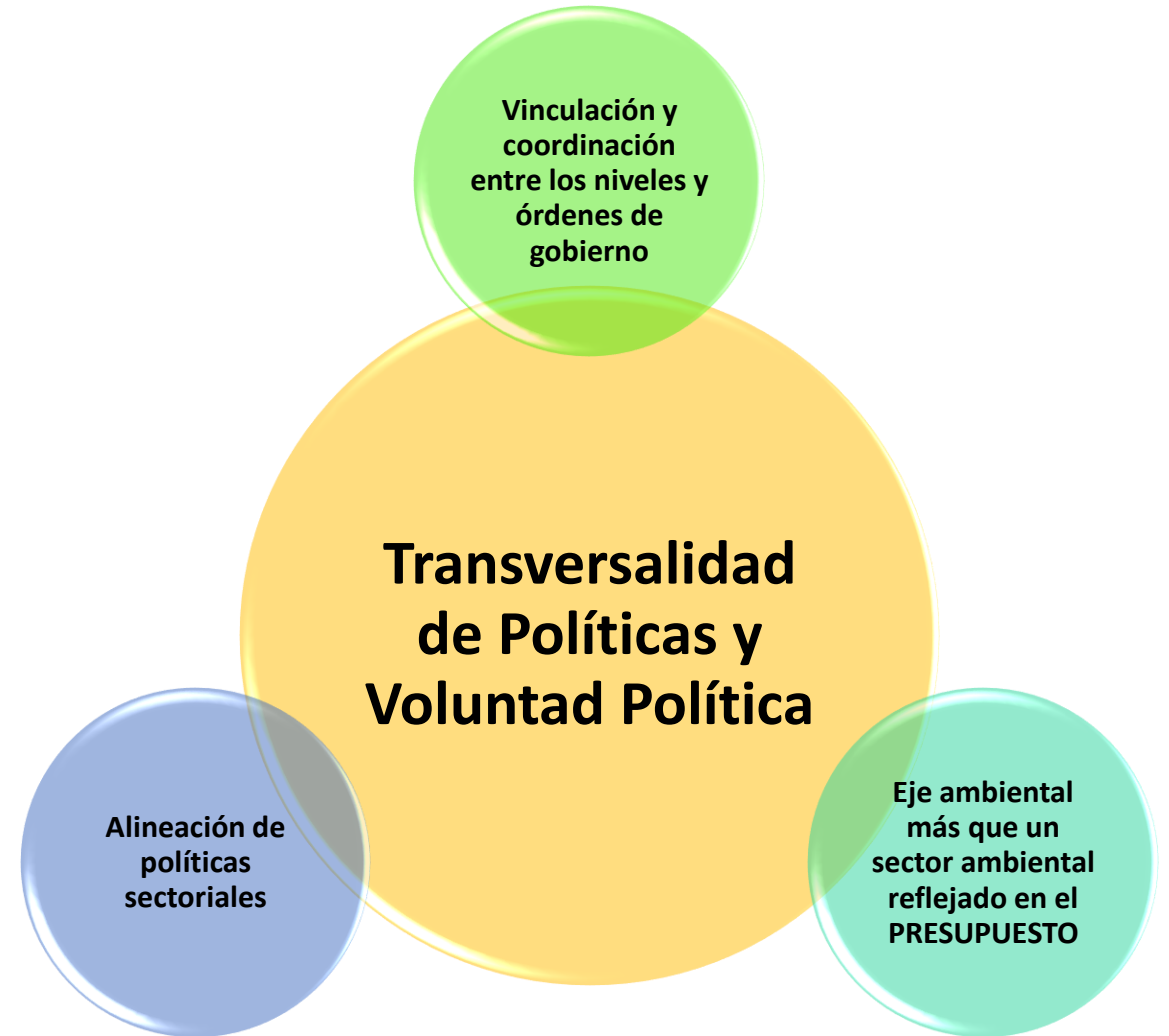 Vinculación y
coordinación
entre los niveles y
órdenes de
gobierno
Transversalidad
de Políticas y
Voluntad Política
Alineación de
políticas
sectoriales
Eje ambiental
más que un
sector ambiental
reflejado en el
PRESUPUESTO